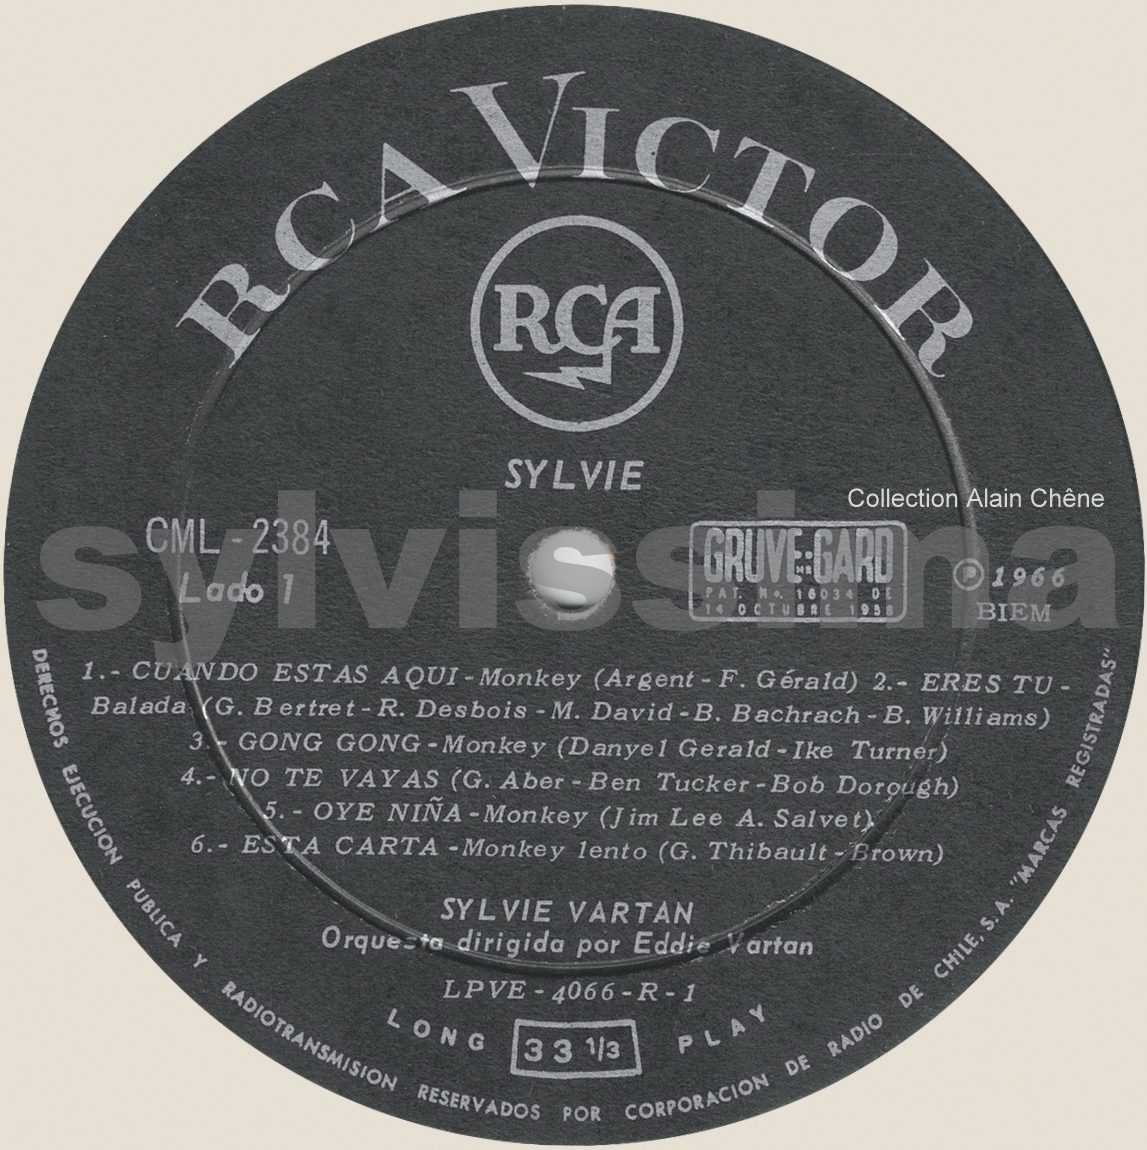 RCA VICTOR
RCA
SYLVIE
Collection Alain Chêne
CML - 2384
Lado 1
GRUVE-GARD
MR
PAT. No. 16034 DE
14 OCTUBRE 1958
℗ 1966
BIEM
sylvissima
1.- CUANDO ESTAS AQUI - Monkey (Argent - F. Gérald) 2.- ERES TU -
Balada (G. Bertret - R. Desbois - M. David - B. Bachrach - B. Williams)
3.- GONG GONG - Monkey (Danyel Gerald - Ike Turner)
4.- NO TE VAYAS (G. Aber - Ben Tucker - Bob Dorough)
5.- OYE NIÑA - Monkey (Jim Lee A. Salvet)
6.- ESTA CARTA - Monkey lento (G. Thibault - Brown)
SYLVIE VARTAN
Orquesta dirigida por Eddie Vartan
LPVE - 4066 - R - 1
LONG 33 1/3 PLAY
DERECHOS EJECUCION PUBLICA Y RADIOTRANSMISION RESERVADOS POR CORPORACION DE RADIO DE CHILE, S.A. "MARCAS REGISTRADAS"